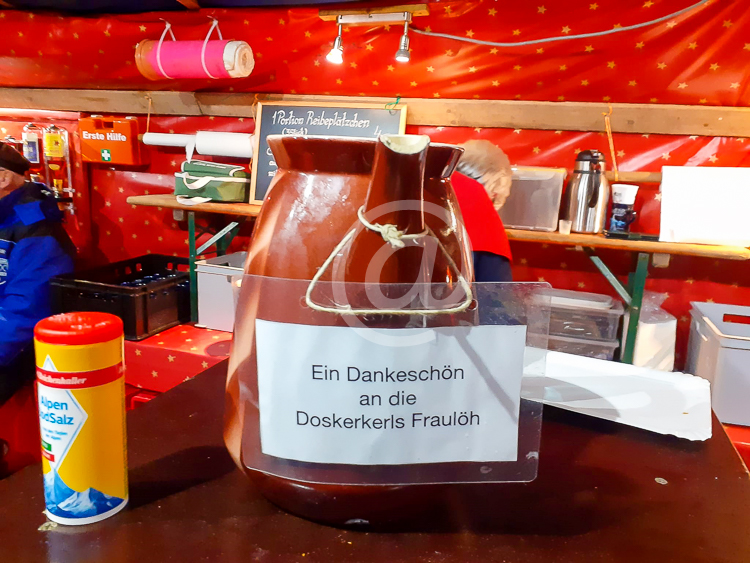 Erste Hilfe
1 Portion Reibeplätzchen
Ein Dankeschön
an die
Doskerkerls Fraulöh
Alpen
Salz
@